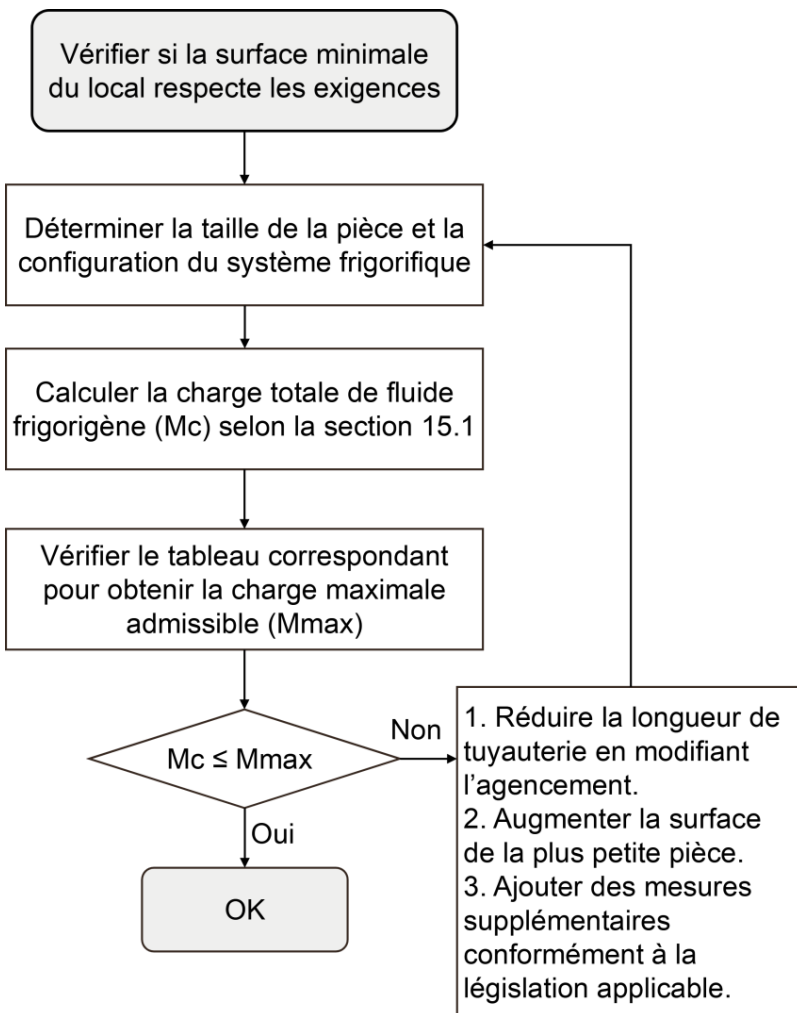 Vérifier si la surface minimale
du local respecte les exigences
Déterminer la taille de la pièce et la
configuration du système frigorifique
Calculer la charge totale de fluide
frigorigène (Mc) selon la section 15.1
Vérifier le tableau correspondant
pour obtenir la charge maximale
admissible (Mmax)
Mc ≤ Mmax
Non
Oui
OK
1. Réduire la longueur de
tuyauterie en modifiant
l’agencement.
2. Augmenter la surface
de la plus petite pièce.
3. Ajouter des mesures
supplémentaires
conformément à la
législation applicable.